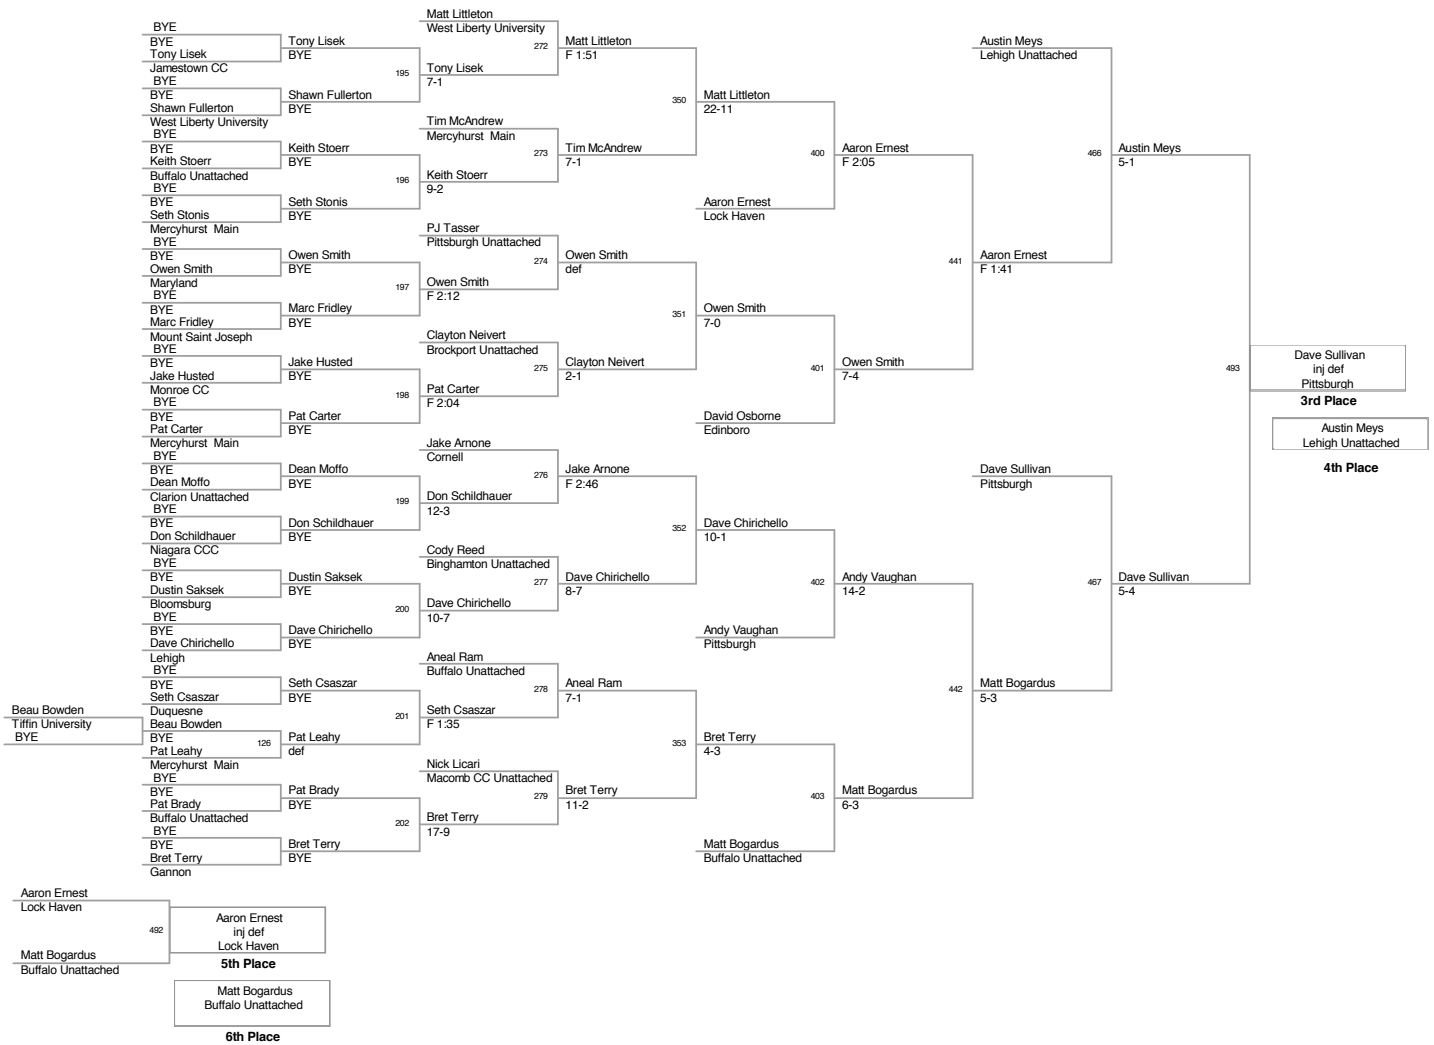 BYE
BYE
Tony Lisek
Jamestown CC
BYE
BYE
Shawn Fullerton
West Liberty University
BYE
BYE
Keith Stoerr
Buffalo Unattached
BYE
BYE
Seth Stonis
Mercyhurst Main
BYE
BYE
Owen Smith
Maryland
BYE
BYE
Marc Fridley
Mount Saint Joseph
BYE
BYE
Jake Husted
Monroe CC
BYE
BYE
Pat Carter
Mercyhurst Main
BYE
BYE
Dean Moffo
Clarion Unattached
BYE
BYE
Don Schildhauer
Niagara CCC
BYE
BYE
Dustin Saksek
Bloomsburg
BYE
BYE
Dave Chirichello
Lehigh
BYE
BYE
Seth Csaszar
Duquesne
Beau Bowden
Tiffin University
BYE
Beau Bowden
BYE
126
Pat Leahy
Mercyhurst Main
BYE
BYE
Pat Brady
Buffalo Unattached
BYE
BYE
Bret Terry
Gannon
Tony Lisek
BYE
195
Shawn Fullerton
BYE
Keith Stoerr
BYE
196
Seth Stonis
BYE
Owen Smith
BYE
197
Marc Fridley
BYE
Jake Husted
BYE
198
Pat Carter
BYE
Dean Moffo
BYE
199
Don Schildhauer
BYE
Dustin Saksek
BYE
200
Dave Chirichello
BYE
Seth Csaszar
BYE
201
Pat Leahy
def
Pat Brady
BYE
202
Bret Terry
BYE
Matt Littleton
West Liberty University
272
Tony Lisek
7-1
Tim McAndrew
Mercyhurst Main
273
Keith Stoerr
9-2
PJ Tasser
Pittsburgh Unattached
274
Owen Smith
F 2:12
Clayton Neivert
Brockport Unattached
275
Pat Carter
F 2:04
Jake Arnone
Cornell
276
Don Schildhauer
12-3
Cody Reed
Binghamton Unattached
277
Dave Chirichello
10-7
Aneal Ram
Buffalo Unattached
278
Seth Csaszar
F 1:35
Nick Licari
Macomb CC Unattached
279
Bret Terry
17-9
Matt Littleton
F 1:51
350
Tim McAndrew
7-1
Owen Smith
def
351
Clayton Neivert
2-1
Jake Arnone
F 2:46
352
Dave Chirichello
8-7
Aneal Ram
7-1
353
Bret Terry
11-2
Matt Littleton
22-11
400
Aaron Ernest
Lock Haven
Owen Smith
7-0
401
David Osborne
Edinboro
Dave Chirichello
10-1
402
Andy Vaughan
Pittsburgh
Bret Terry
4-3
403
Matt Bogardus
Buffalo Unattached
Aaron Ernest
F 2:05
441
Owen Smith
7-4
Andy Vaughan
14-2
442
Matt Bogardus
6-3
Austin Meys
Lehigh Unattached
466
Aaron Ernest
F 1:41
Dave Sullivan
Pittsburgh
467
Matt Bogardus
5-3
Austin Meys
5-1
493
Dave Sullivan
5-4
Dave Sullivan
inj def
Pittsburgh
3rd Place
Austin Meys
Lehigh Unattached
4th Place
Aaron Ernest
Lock Haven
492
Matt Bogardus
Buffalo Unattached
Aaron Ernest
inj def
Lock Haven
5th Place
Matt Bogardus
Buffalo Unattached
6th Place